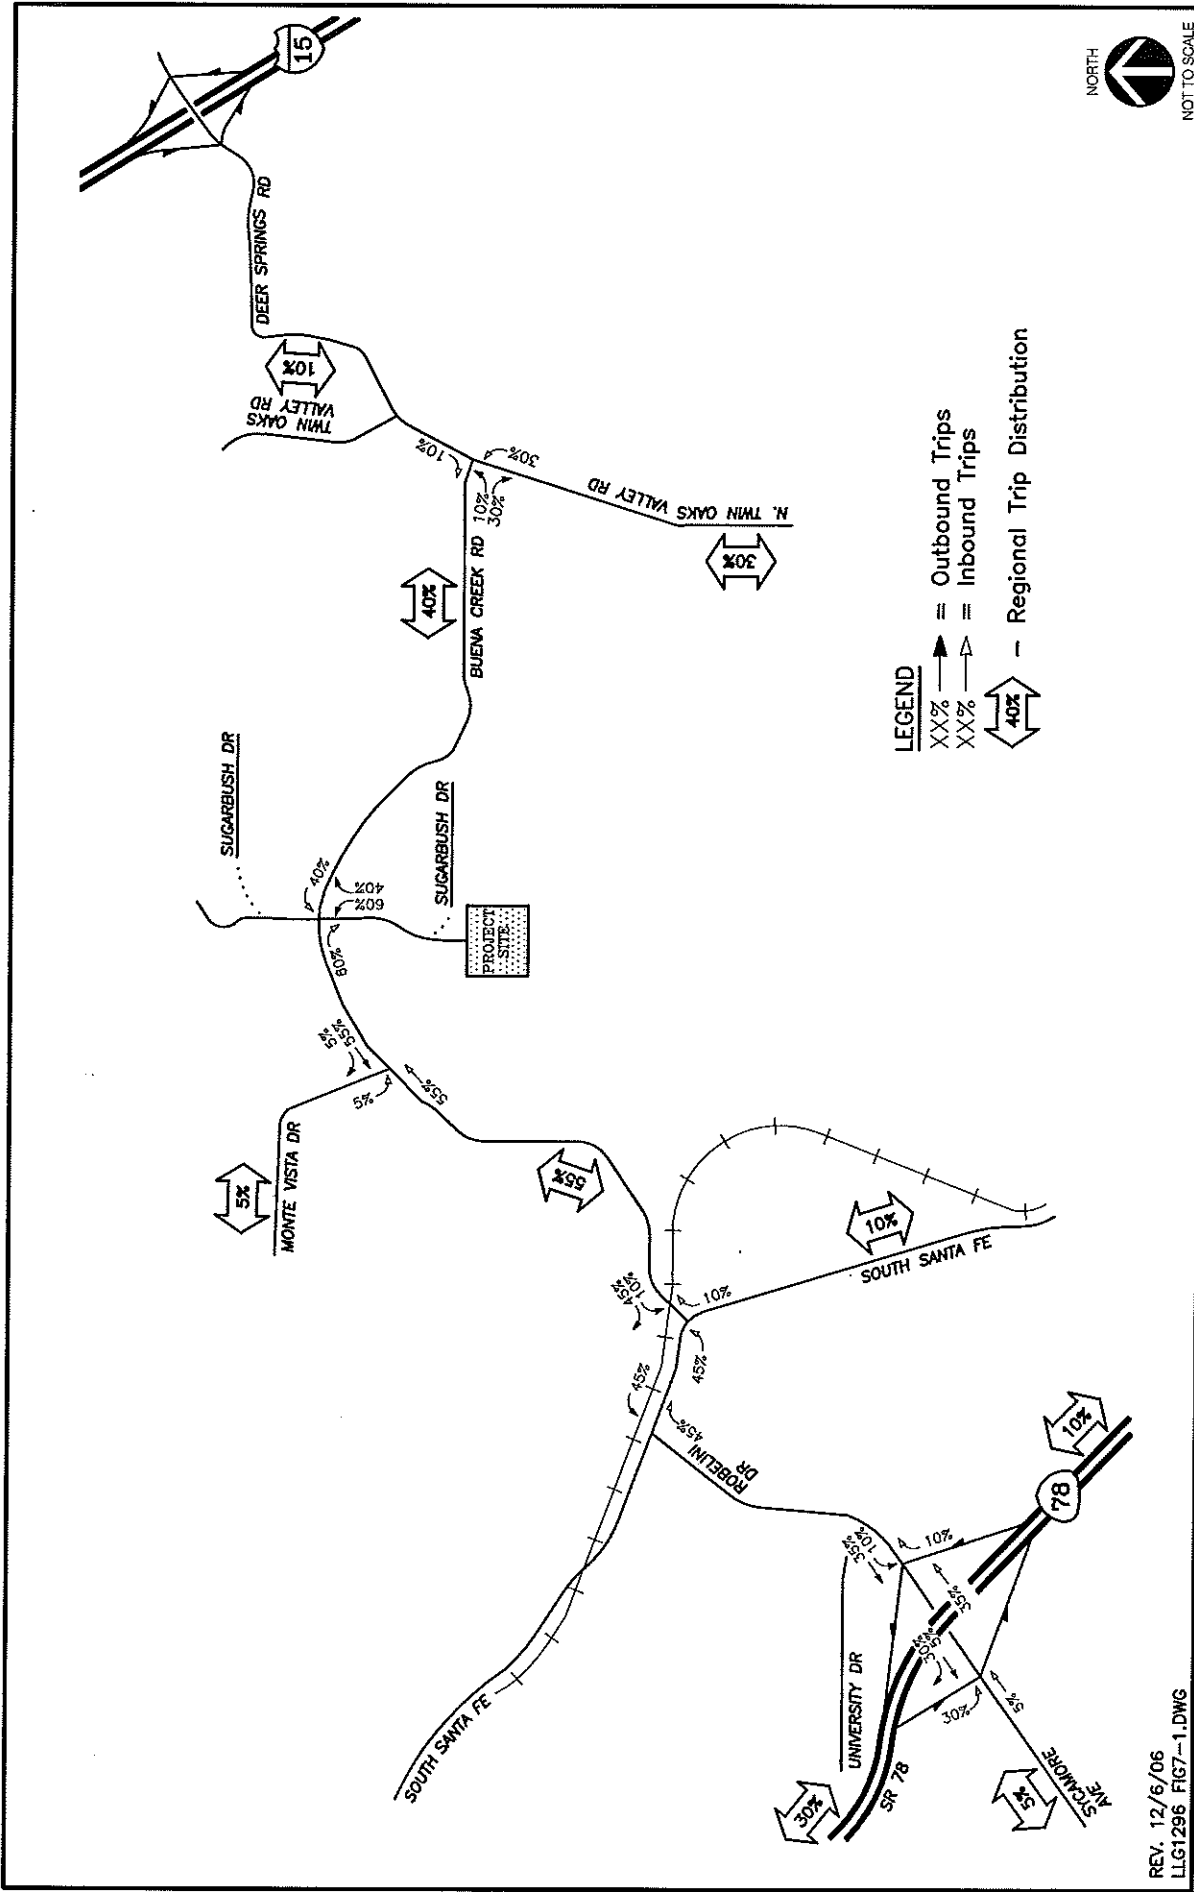 NORTH
NOT TO SCALE
15
DEER SPRINGS RD
10%
TWIN OAKS
VALLEY RD
10%
30%
10%
30%
N. TWIN OAKS VALLEY RD
30%
40%
BUENA CREEK RD
SUGARBUSH DR
SUGARBUSH DR
40%
40%
60%
60%
PROJECT
SITE
5%
55%
5%
55%
MONTE VISTA DR
5%
55%
10%
SOUTH SANTA FE
45%
10%
10%
45%
45%
45%
ROBELINI
DR
SOUTH SANTA FE
10%
78
35%
10%
10%
35%
UNIVERSITY DR
30%
5%
30%
5%
SR 78
30%
SYCAMORE
AVE
5%
LEGEND
XX% = Outbound Trips
XX% = Inbound Trips
40% - Regional Trip Distribution
REV. 12/6/06
LLG1296 FIG7-1.DWG